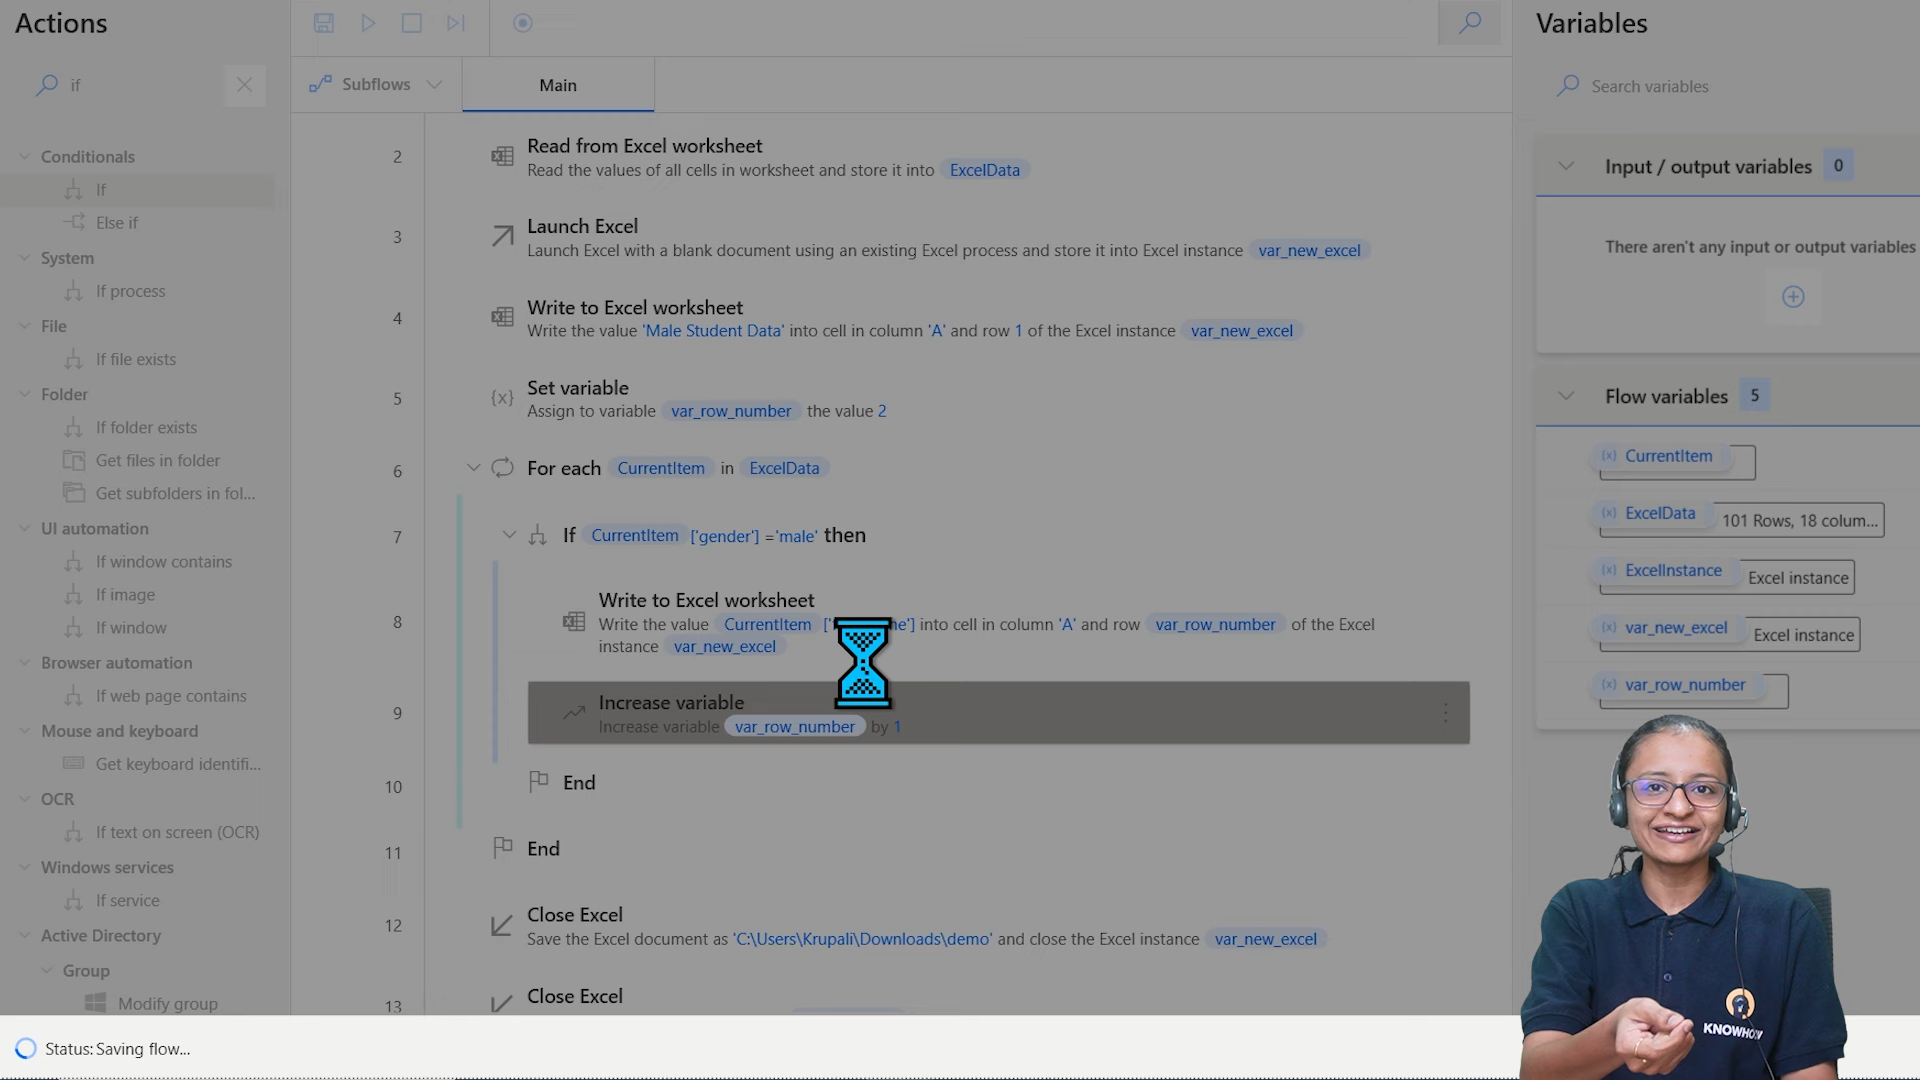 Actions
if
Conditionals
If
Else if
System
If process
File
If file exists
Folder
If folder exists
Get files in folder
Get subfolders in fol...
UI automation
If window contains
If image
If window
Browser automation
If web page contains
Mouse and keyboard
Get keyboard identifi...
OCR
If text on screen (OCR)
Windows services
If service
Active Directory
Group
Modify group
Status: Saving flow...
Subflows
Main
2
Read from Excel worksheet
Read the values of all cells in worksheet and store it into ExcelData
3
Launch Excel
Launch Excel with a blank document using an existing Excel process and store it into Excel instance var_new_excel
4
Write to Excel worksheet
Write the value 'Male Student Data' into cell in column 'A' and row 1 of the Excel instance var_new_excel
5
Set variable
{x}
Assign to variable var_row_number the value 2
6
For each CurrentItem in ExcelData
7
If CurrentItem ['gender'] ='male' then
8
Write to Excel worksheet
Write the value CurrentItem into cell in column 'A' and row var_row_number of the Excel
instance var_new_excel
9
Increase variable
Increase variable var_row_number by 1
10
End
11
End
12
Close Excel
Save the Excel document as 'C:\Users\Krupali\Downloads\demo' and close the Excel instance var_new_excel
13
Close Excel
Variables
Search variables
Input / output variables 0
There aren't any input or output variables
Flow variables 5
(x) CurrentItem
(x) ExcelData 101 Rows, 18 colum...
(x) ExcelInstance Excel instance
(x) var_new_excel Excel instance
(x) var_row_number